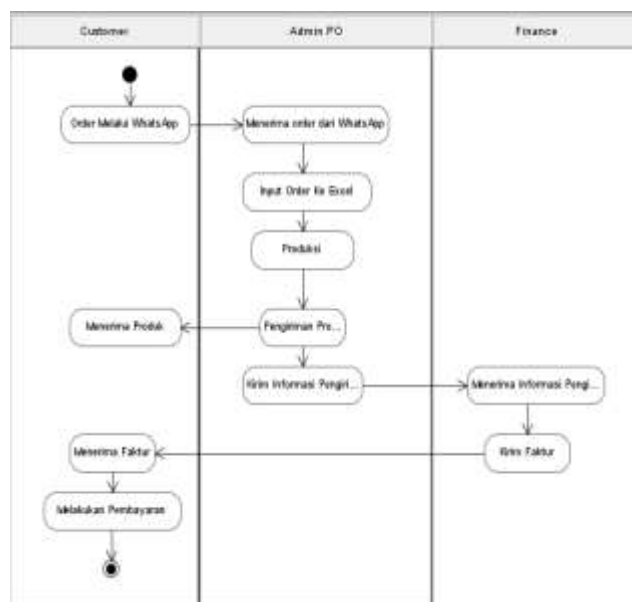 Customer
Admin PO
Finance
Order Melalui WhatsApp
Menerima order dari WhatsApp
Input Order Ke Excel
Produksi
Menerima Produk
Pengiriman Pro...
Kirim Informasi Pengiri...
Menerima Informasi Pengi...
Menerima Faktur
Kirim Faktur
Melakukan Pembayaran